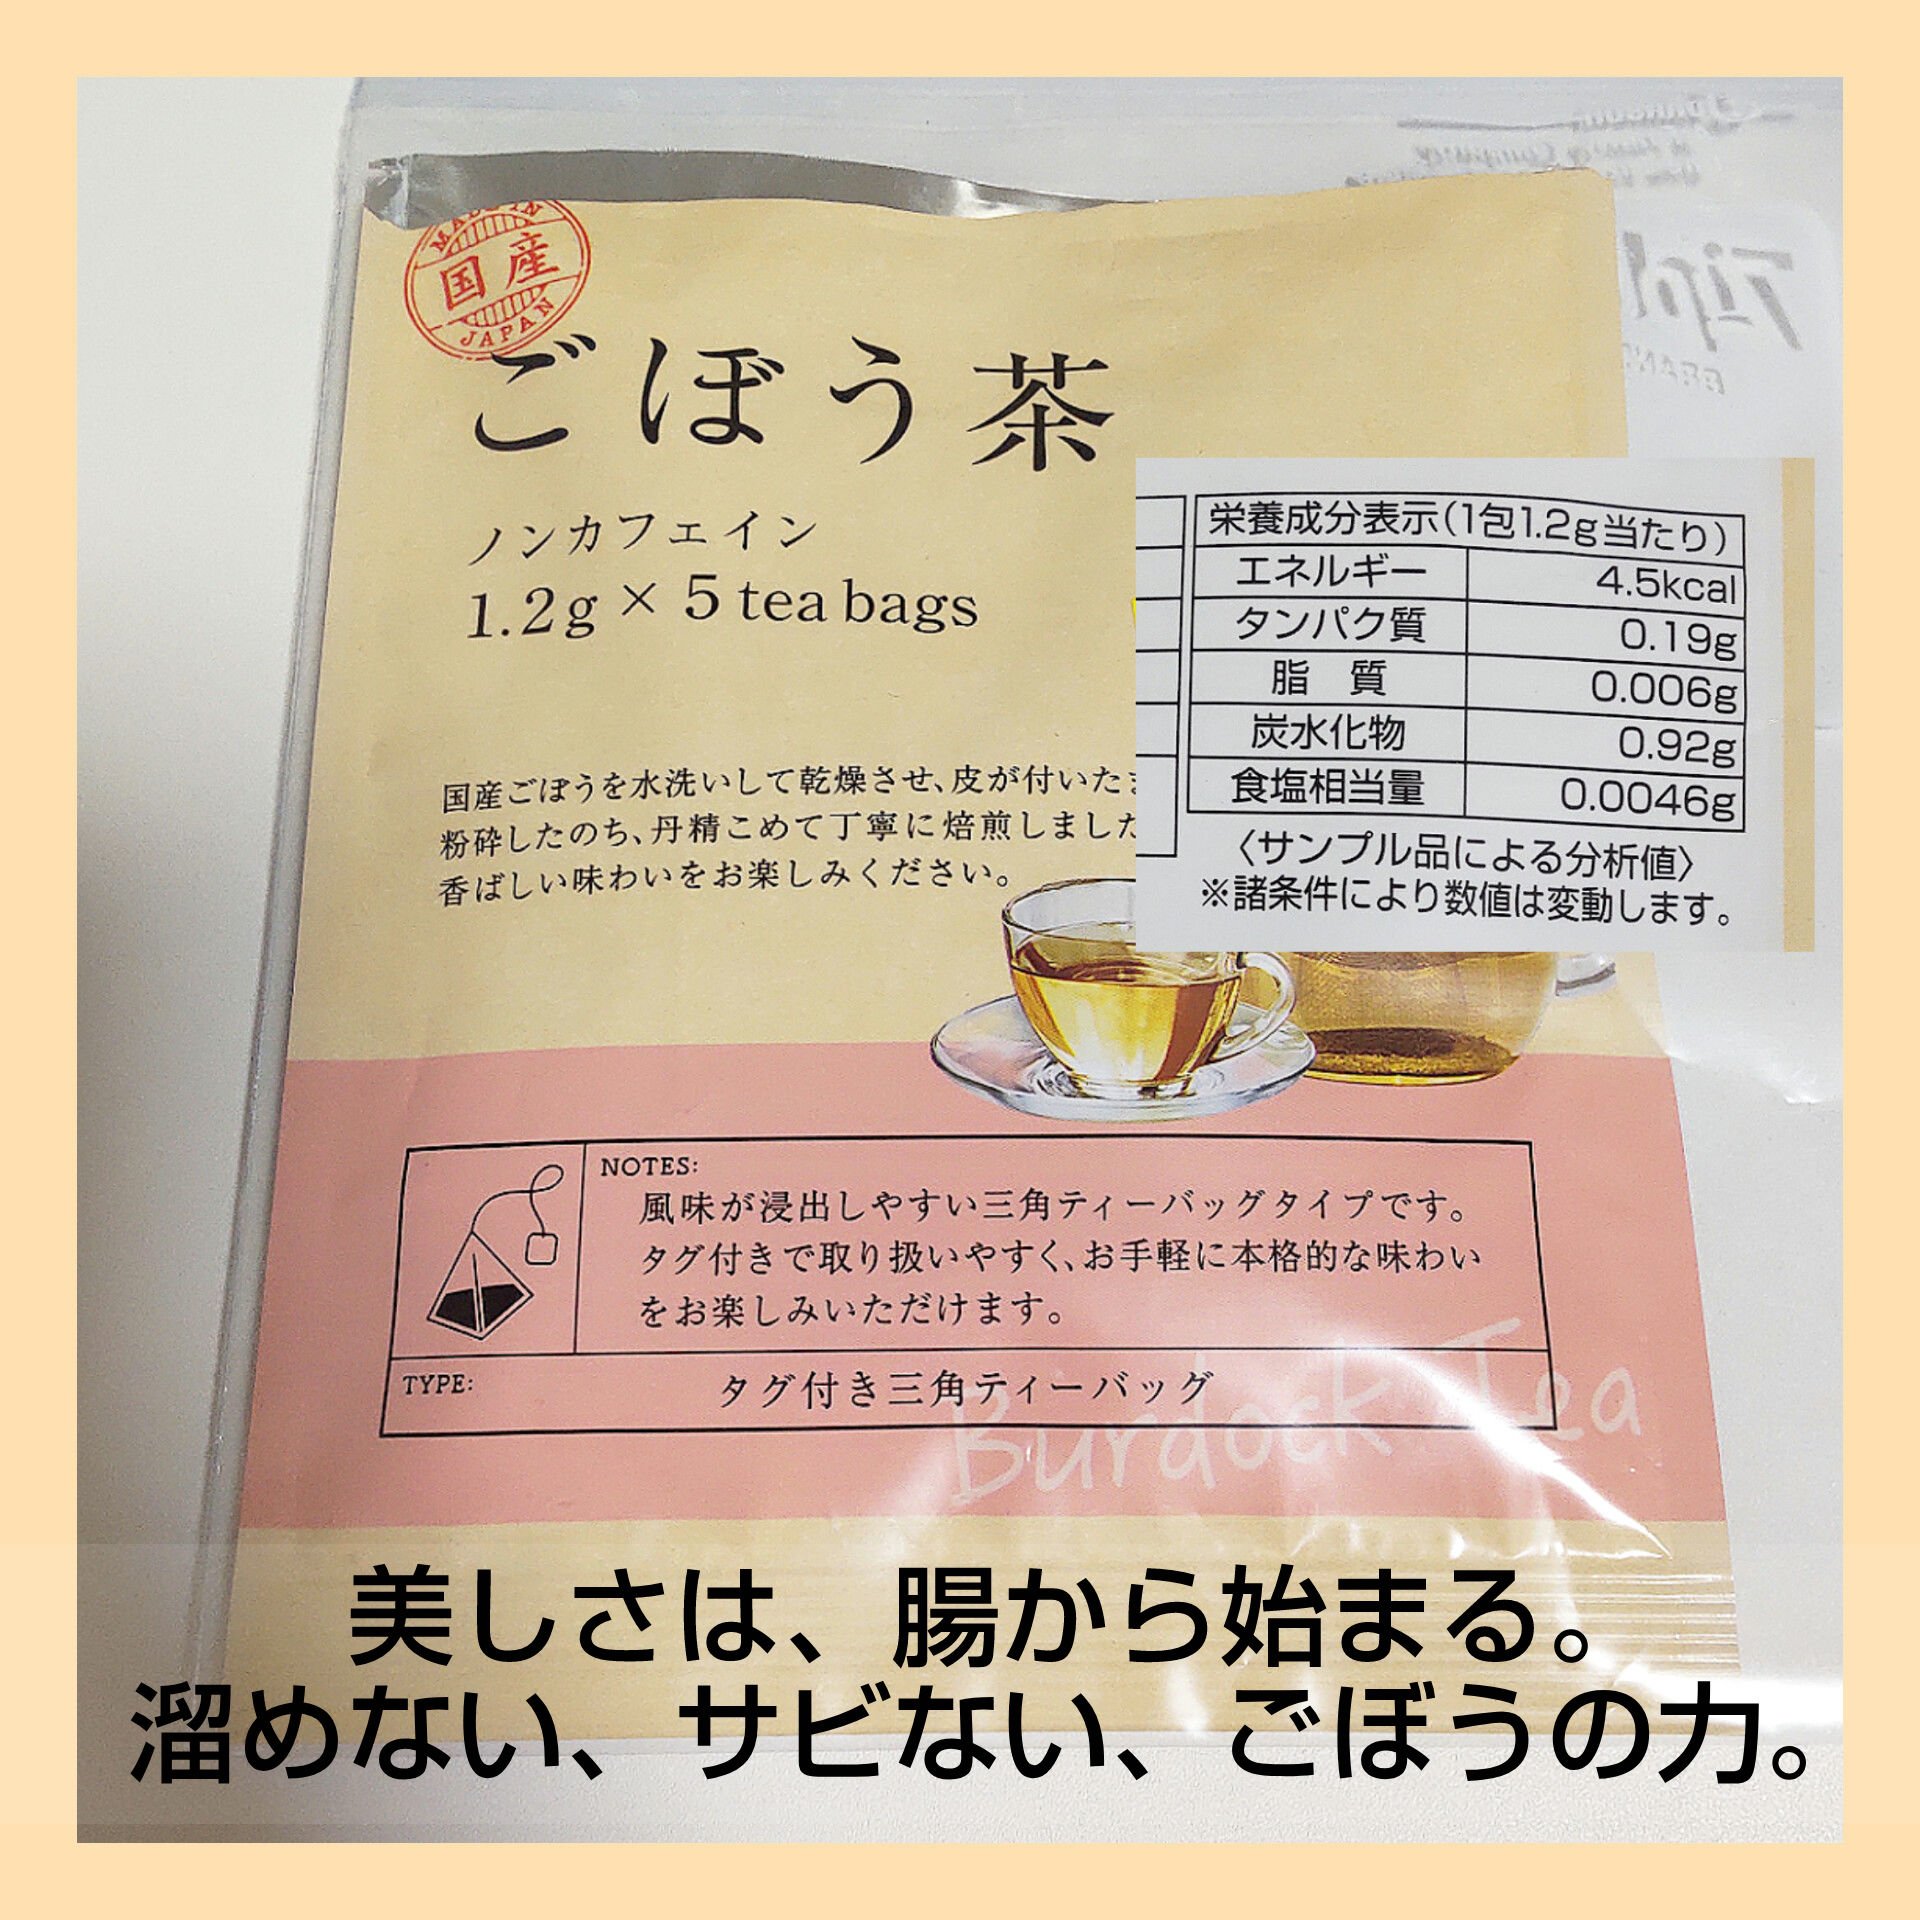 MADE IN
国産
JAPAN
ごぼう茶
ノンカフェイン
1.2g × 5 tea bags
国産ごぼうを水洗いして乾燥させ、皮が付いた
粉砕したのち、丹精こめて丁寧に焙煎しました
香ばしい味わいをお楽しみください。
栄養成分表示(1包1.2g当たり)
エネルギー 4.5kcal
タンパク質 0.19g
脂 質 0.006g
炭水化物 0.92g
食塩相当量 0.0046g
〈サンプル品による分析値〉
※諸条件により数値は変動します。
NOTES:
風味が浸出しやすい三角ティーバッグタイプです。
タグ付きで取り扱いやすく、お手軽に本格的な味わい
をお楽しみいただけます。
TYPE: タグ付き三角ティーバッグ
Burdock Tea
美しさは、腸から始まる。
溜めない、サビない、ごぼうの力。